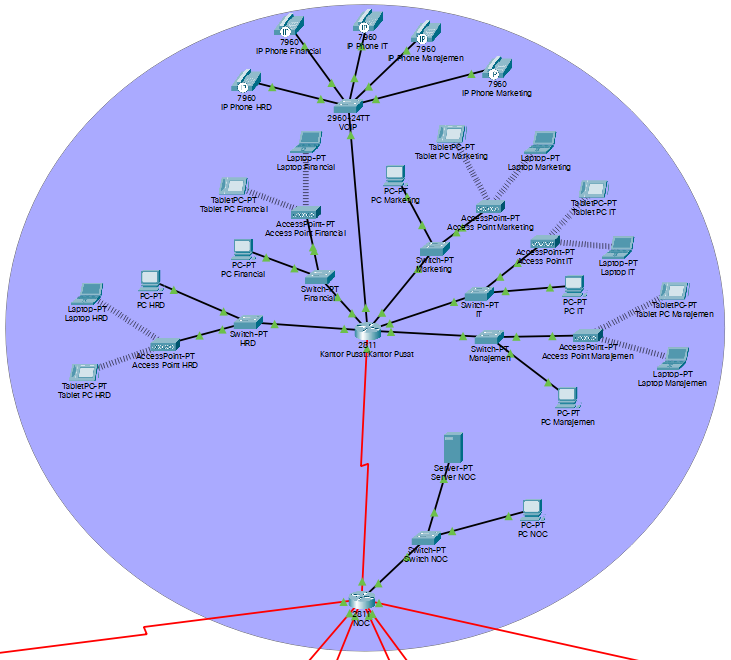 7960
IP Phone IT
7960
IP Phone Financial
7960
IP Phone Manajemen
7960
IP Phone Marketing
7960
IP Phone HRD
2960-24TT
VOIP
Laptop-PT
Laptop Financial
TabletPC-PT
Tablet PC Marketing
Laptop-PT
Laptop Marketing
TabletPC-PT
Tablet PC Financial
PC-PT
PC Marketing
TabletPC-PT
Tablet PC IT
AccessPoint-PT
Access Point Financial
AccessPoint-PT
Access Point Marketing
AccessPoint-PT
Access Point IT
Laptop-PT
Laptop IT
PC-PT
PC Financial
Switch-PT
Marketing
PC-PT
PC HRD
Switch-PT
Financial
Switch-PT
IT
PC-PT
PC IT
TabletPC-PT
Tablet PC Manajemen
Laptop-PT
Laptop HRD
Switch-PT
HRD
2811
Kantor Pusat
Kantor Pusat
Switch-PT
Manajemen
AccessPoint-PT
Access Point Manajemen
AccessPoint-PT
Access Point HRD
Laptop-PT
Laptop Manajemen
TabletPC-PT
Tablet PC HRD
PC-PT
PC Manajemen
Server-PT
Server NOC
PC-PT
PC NOC
Switch-PT
Switch NOC
2811
NOC